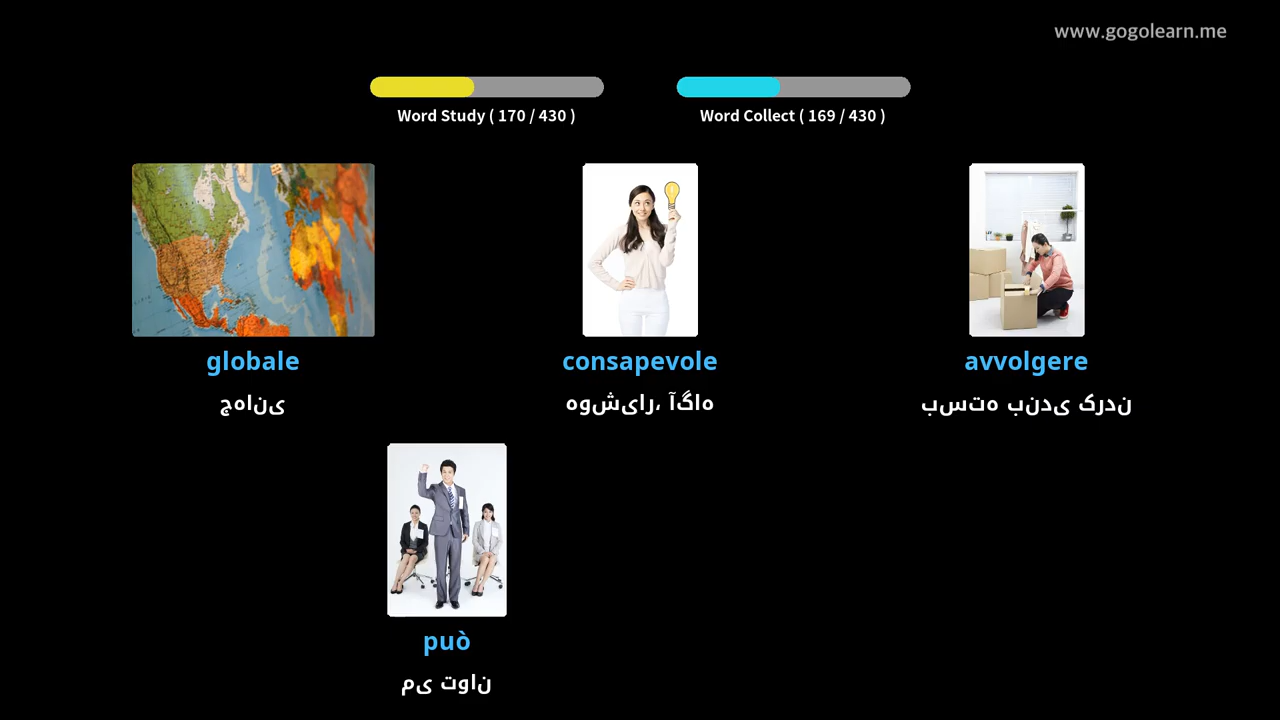 www.gogolearn.me
Word Study ( 170 / 430 )
Word Collect ( 169 / 430 )
globale
consapevole
avvolgere
جهانی
هوشیار، آگاه
بسته بندی کردن
può
می توان